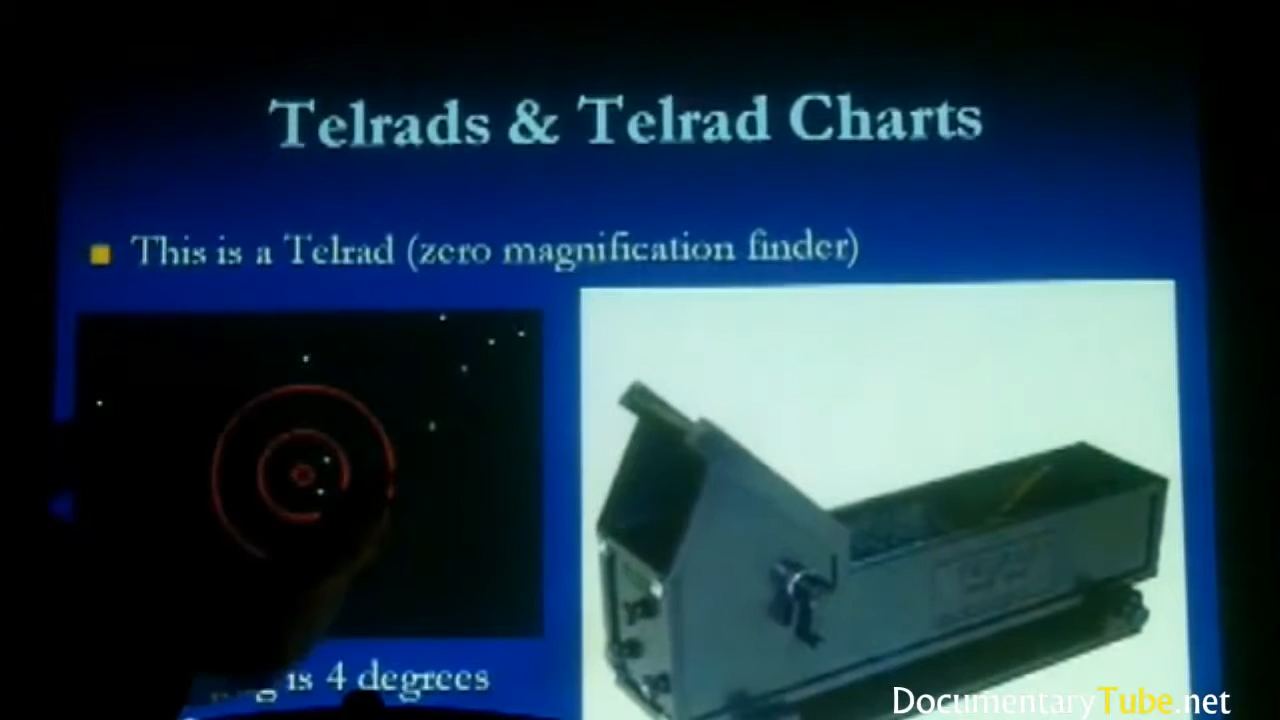 Telrads & Telrad Charts
This is a Telrad (zero magnification finder)
is 4 degrees
DocumentaryTube.net